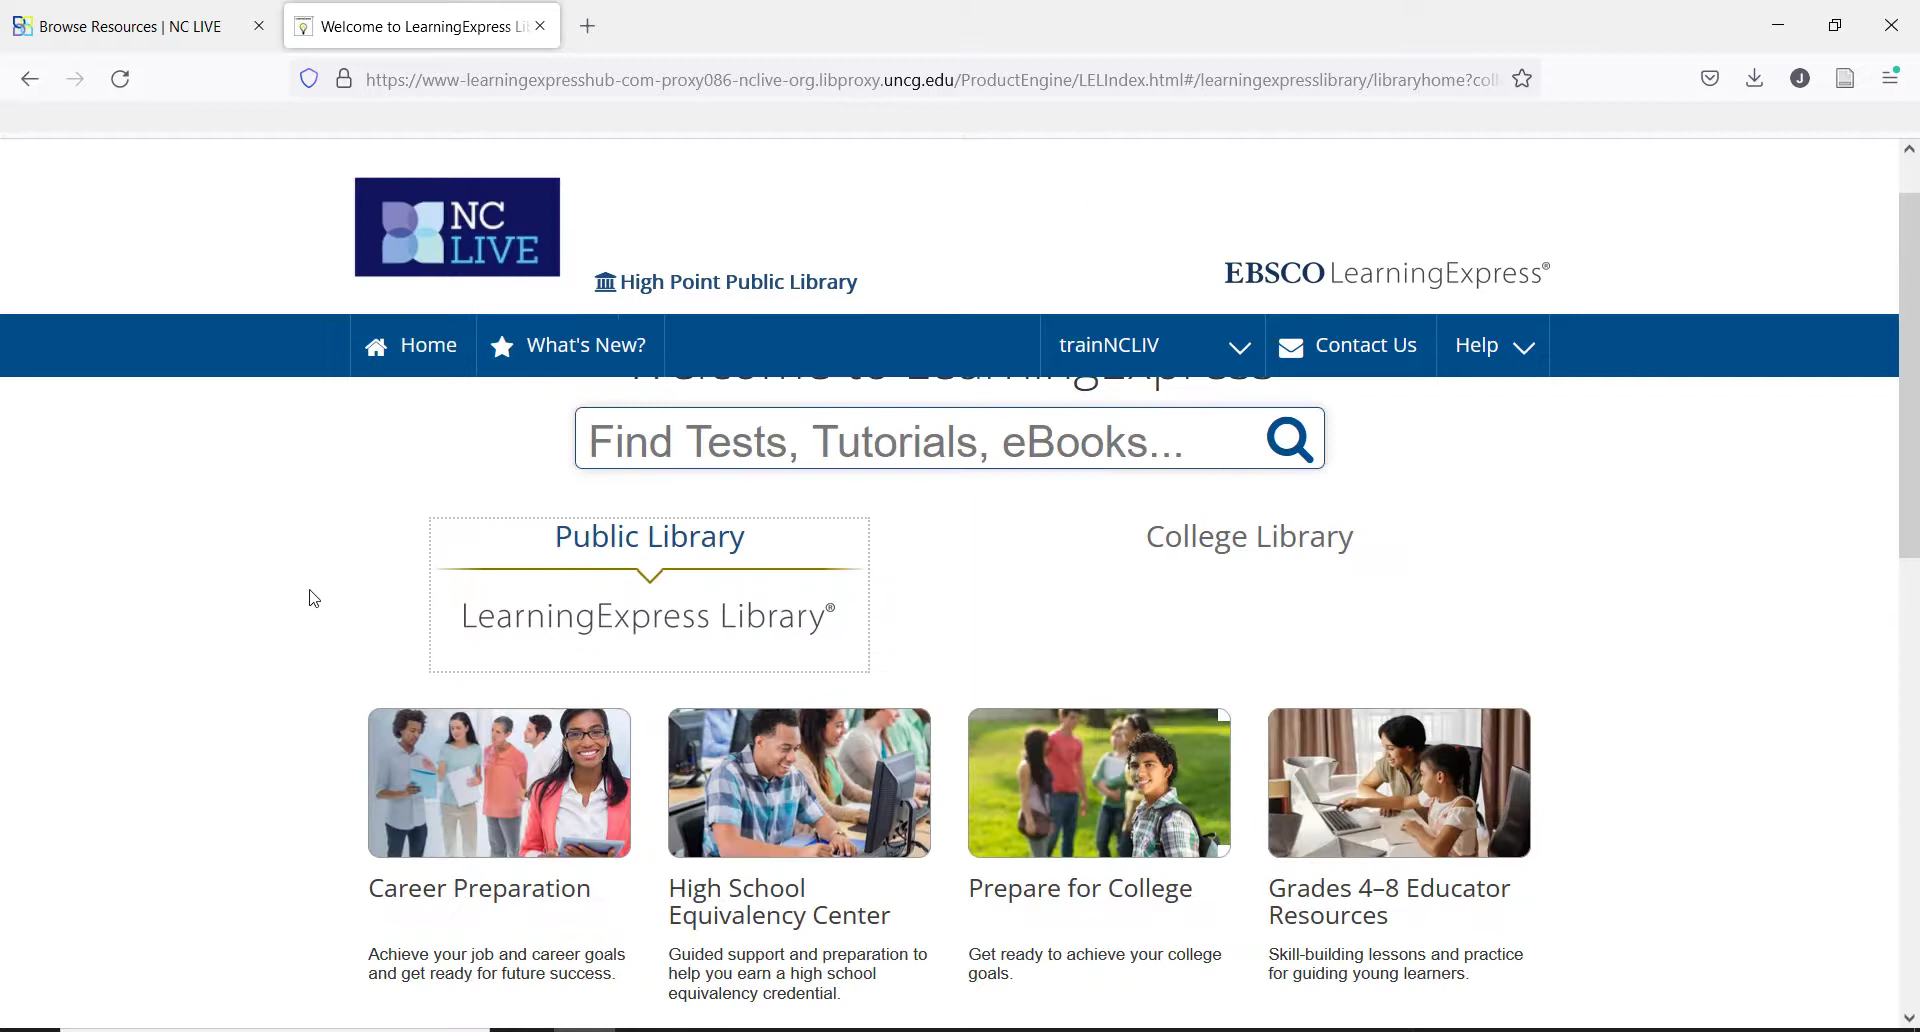 Browse Resources | NC LIVE
Welcome to LearningExpress Li
https://www-learningexpresshub-com-proxy086-nclive-org.libproxy.uncg.edu/ProductEngine/LELIndex.html#/learningexpresslibrary/libraryhome?coll
J
NC
LIVE
High Point Public Library
EBSCO LearningExpress®
Home
What's New?
trainNCLIV
Contact Us
Help
Welcome to LearningExpress
Find Tests, Tutorials, eBooks...
Public Library
College Library
LearningExpress Library®
Career Preparation
Achieve your job and career goals
and get ready for future success.
High School
Equivalency Center
Guided support and preparation to
help you earn a high school
equivalency credential.
Prepare for College
Get ready to achieve your college
goals.
Grades 4–8 Educator
Resources
Skill-building lessons and practice
for guiding young learners.